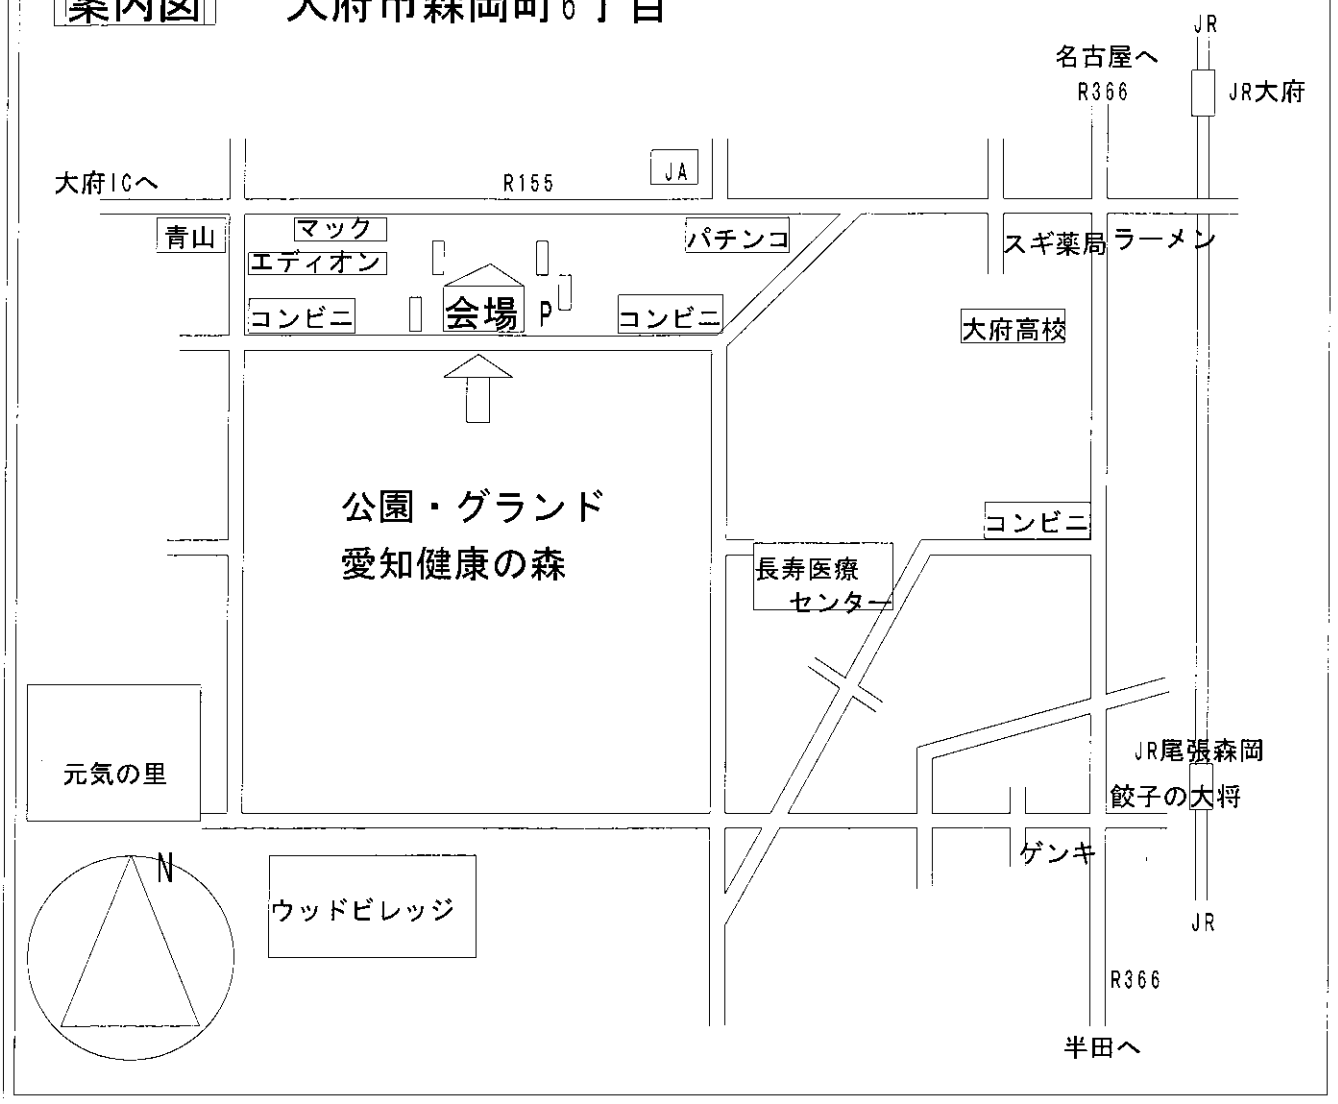 案内図 大府市森岡町6丁目
JR
名古屋へ
R366
JR大府
JA
大府ICへ
R155
青山
マック
パチンコ
スギ薬局
ラーメン
エディオン
コンビニ
会場
P
コンビニ
大府高校
公園・グランド
愛知健康の森
コンビニ
長寿医療
センター
元気の里
JR尾張森岡
餃子の大将
ゲンキ
N
ウッドビレッジ
JR
R366
半田へ